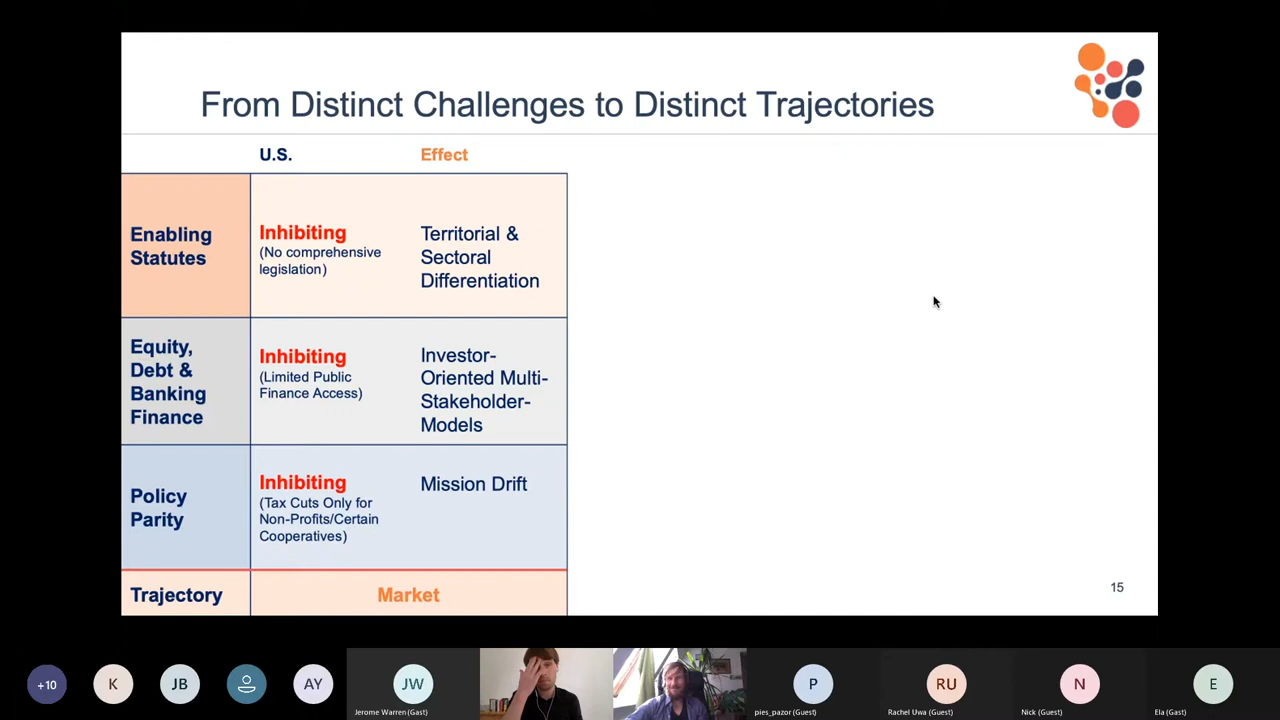 From Distinct Challenges to Distinct Trajectories
U.S.
Effect
Enabling
Statutes
Inhibiting
(No comprehensive
legislation)
Territorial &
Sectoral
Differentiation
Equity,
Debt &
Banking
Finance
Inhibiting
(Limited Public
Finance Access)
Investor-
Oriented Multi-
Stakeholder-
Models
Policy
Parity
Inhibiting
(Tax Cuts Only for
Non-Profits/Certain
Cooperatives)
Mission Drift
Trajectory
Market
15
+10
K
JB
AY
JW
Jerome Warren (Gast)
P
pies_pazor (Guest)
RU
Rachel Uwa (Guest)
N
Nick (Guest)
E
Ela (Gast)